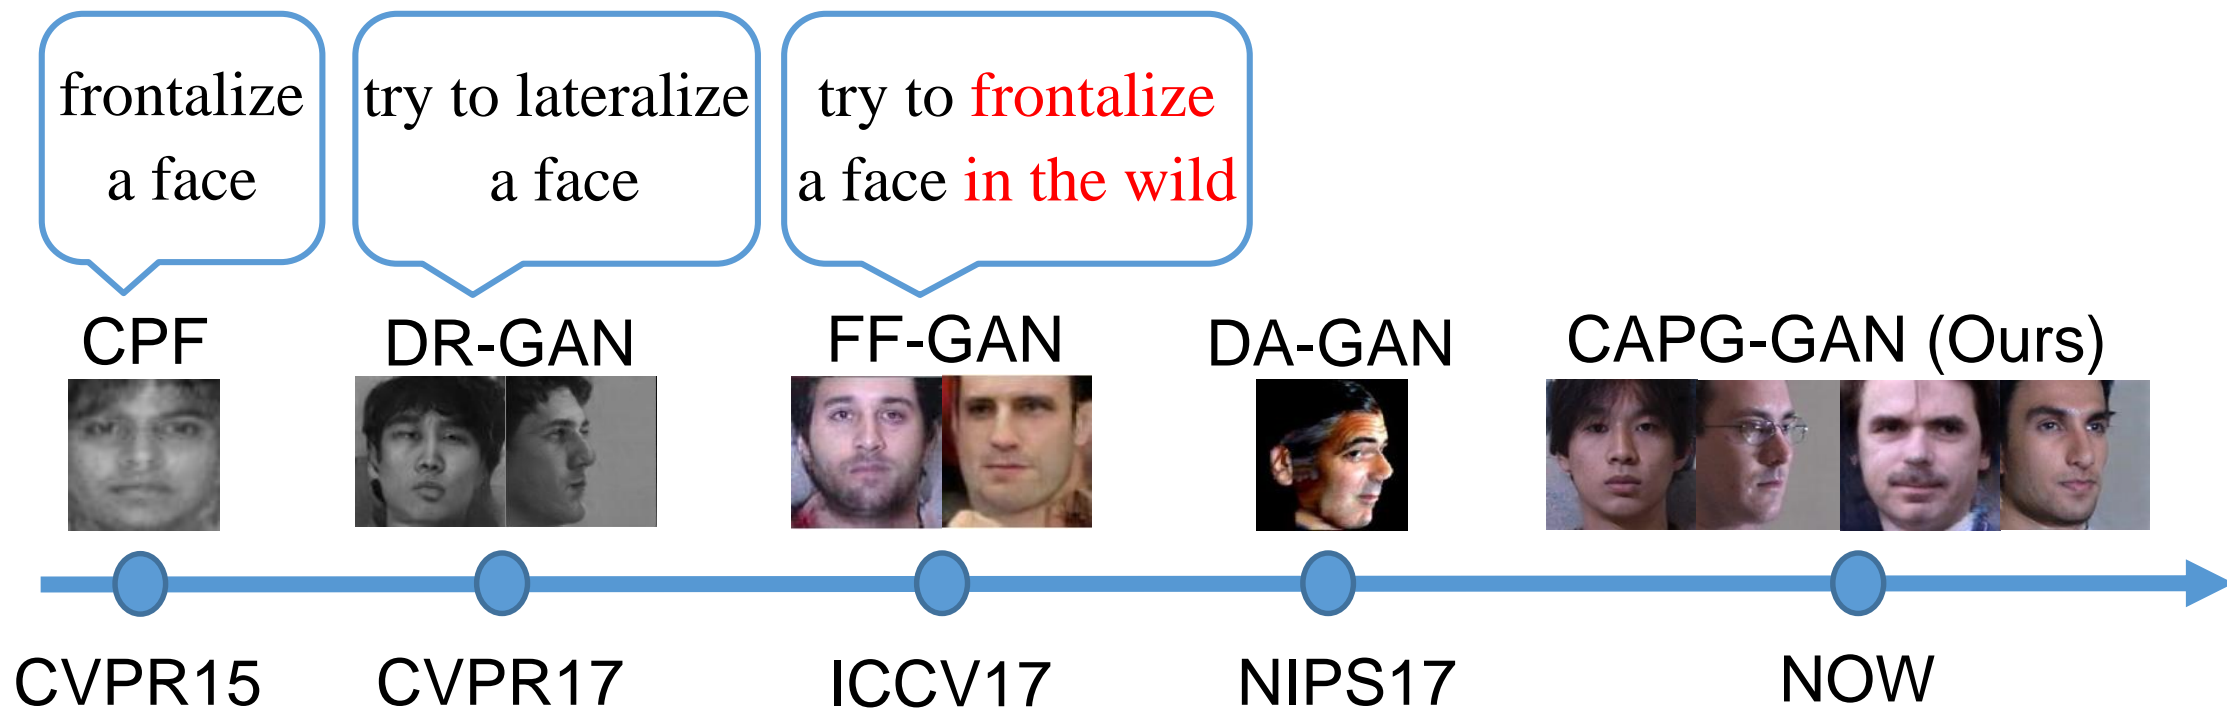 frontalize
a face
try to lateralize
a face
try to frontalize
a face in the wild
CPF
DR-GAN
FF-GAN
DA-GAN
CAPG-GAN (Ours)
CVPR15
CVPR17
ICCV17
NIPS17
NOW